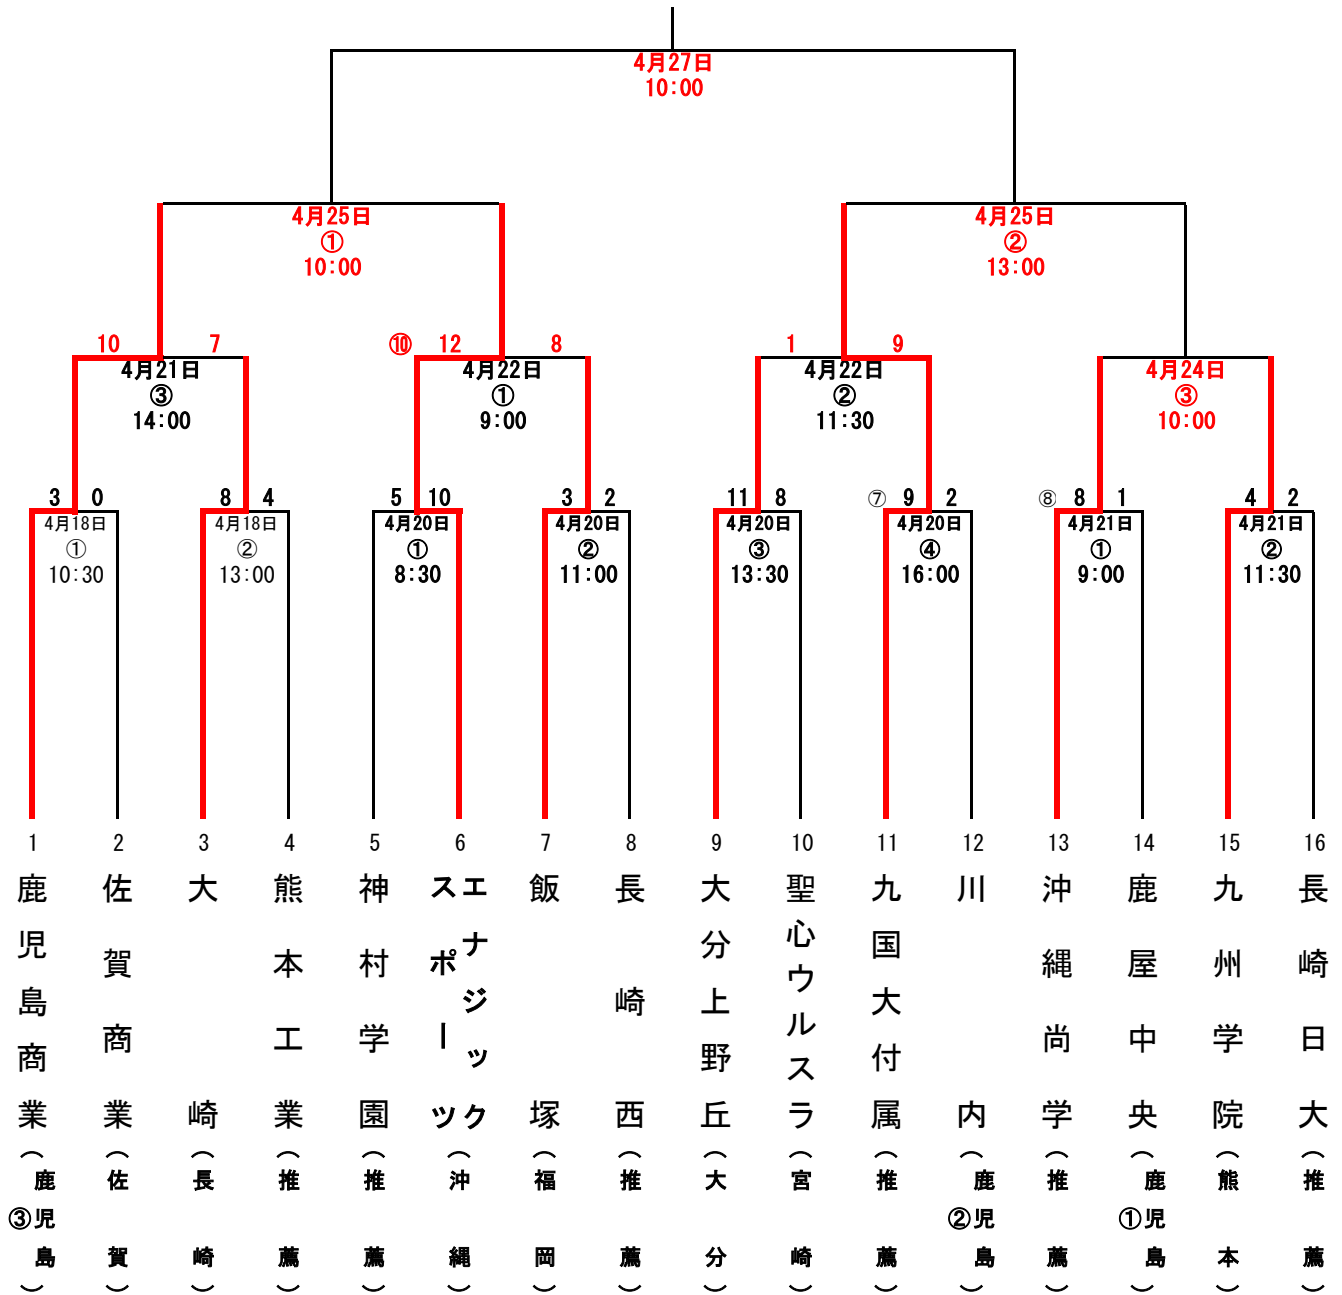 4月27日
10:00
4月25日
①
10:00
4月25日
②
13:00
10 7
4月21日
③
14:00
⑩ 12 8
4月22日
①
9:00
1 9
4月22日
②
11:30
4月24日
③
10:00
3 0
4月18日
①
10:30
8 4
4月18日
②
13:00
5 10
4月20日
①
8:30
3 2
4月20日
②
11:00
11 8
4月20日
③
13:30
⑦ 9 2
4月20日
④
16:00
⑧ 8 1
4月21日
①
9:00
4 2
4月21日
②
11:30
1
鹿児島商業
(鹿児島③)
2
佐賀商業
(佐賀)
3
大崎
(長崎)
4
熊本工業
(推薦)
5
神村学園
(推薦)
6
エナジック
スポーツ
(沖縄)
7
飯塚
(福岡)
8
長崎西
(推薦)
9
大分上野丘
(大分)
10
聖心ウルスラ
(宮崎)
11
九国大付属
(推薦)
12
川内
(鹿児島②)
13
沖縄尚学
(推薦)
14
鹿屋中央
(鹿児島①)
15
九州学院
(熊本)
16
長崎日大
(推薦)